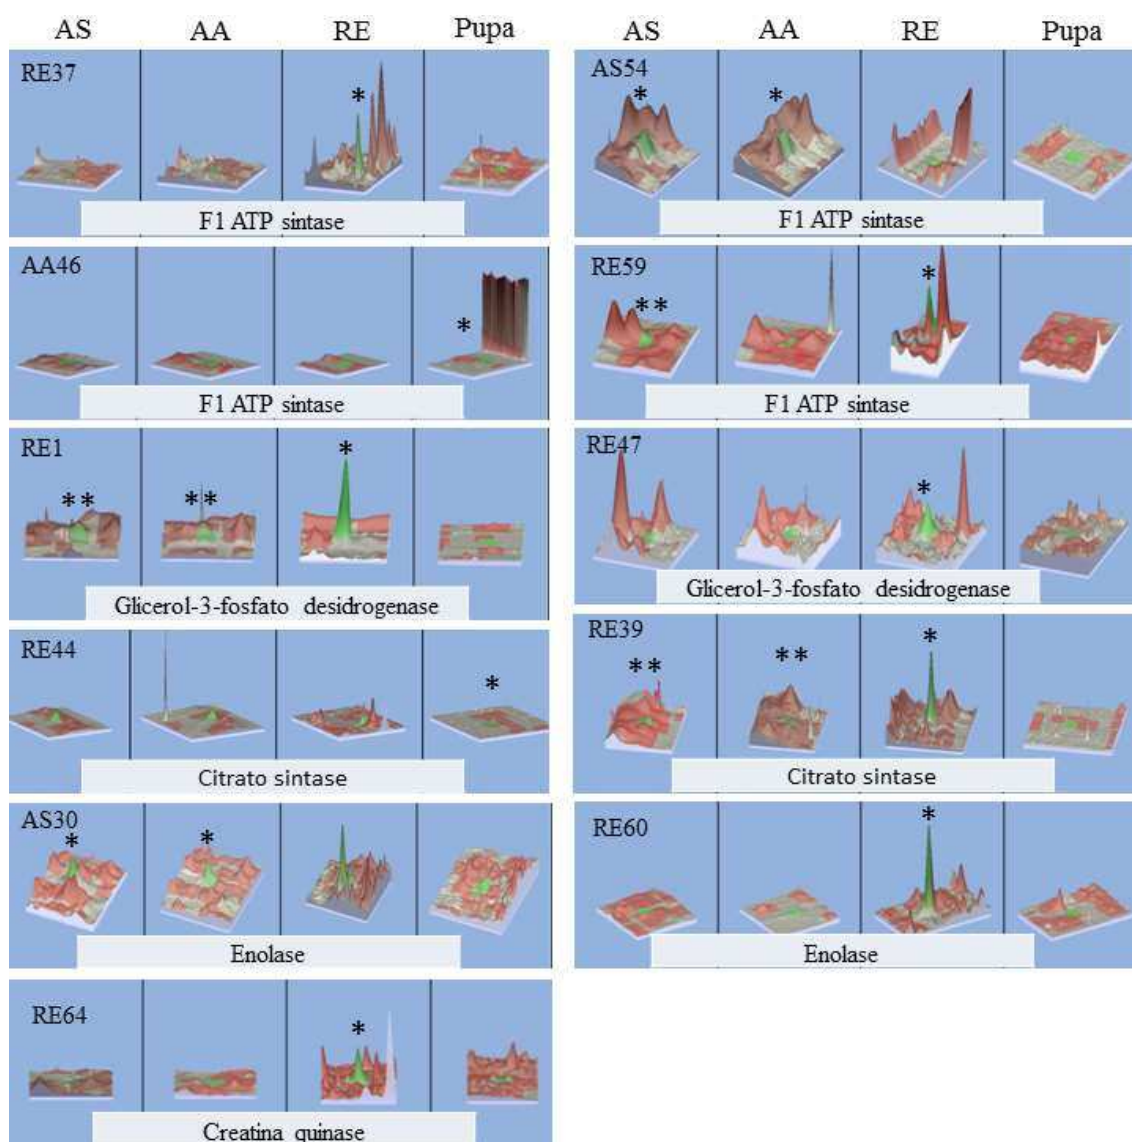 AS AA RE Pupa
AS AA RE Pupa
RE37
*
F1 ATP sintase
AS54
* *
F1 ATP sintase
AA46
*
F1 ATP sintase
RE59
** *
F1 ATP sintase
RE1
** ** *
Glicerol-3-fosfato desidrogenase
RE47
*
Glicerol-3-fosfato desidrogenase
RE44
*
Citrato sintase
RE39
** ** *
Citrato sintase
AS30
* *
Enolase
RE60
*
Enolase
RE64
*
Creatina quinase